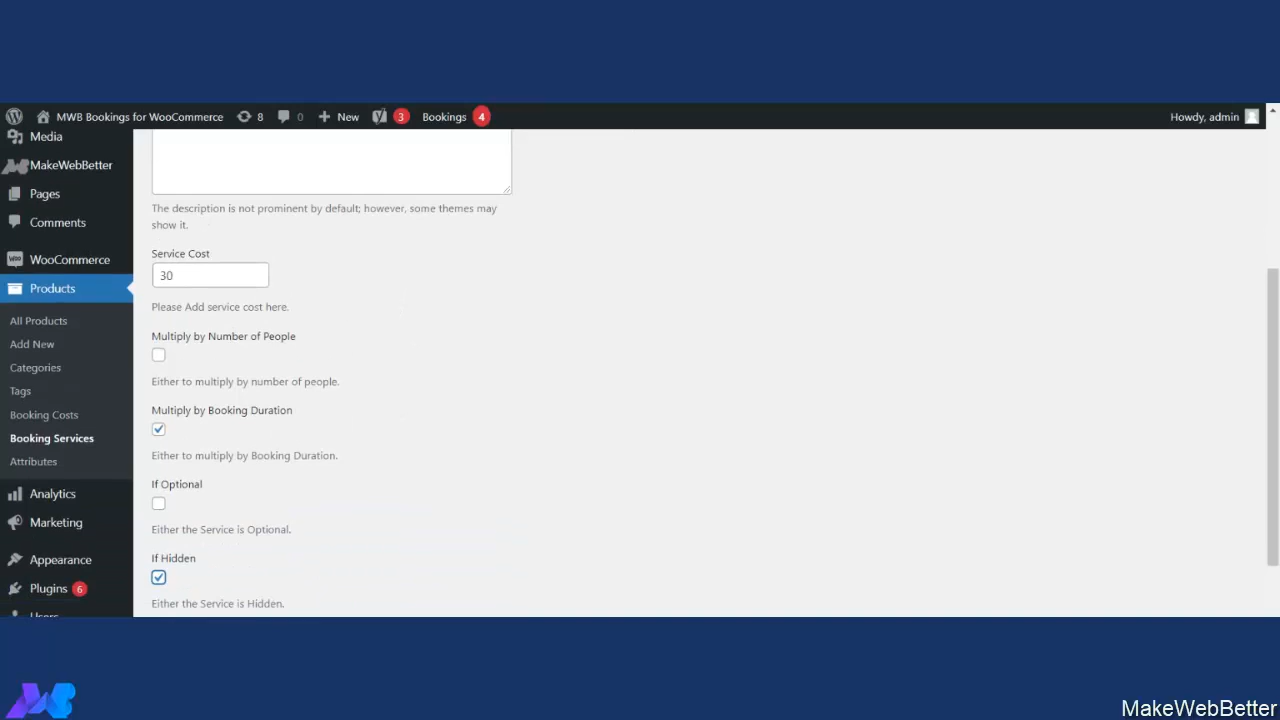 MWB Bookings for WooCommerce 8 0 New 3 Bookings 4 Howdy, admin
Media
MakeWebBetter
Pages
Comments
WooCommerce
Products
All Products
Add New
Categories
Tags
Booking Costs
Booking Services
Attributes
Analytics
Marketing
Appearance
Plugins 6
Users
The description is not prominent by default; however, some themes may
show it.
Service Cost
30
Please Add service cost here.
Multiply by Number of People
Either to multiply by number of people.
Multiply by Booking Duration
Either to multiply by Booking Duration.
If Optional
Either the Service is Optional.
If Hidden
Either the Service is Hidden.
MakeWebBetter